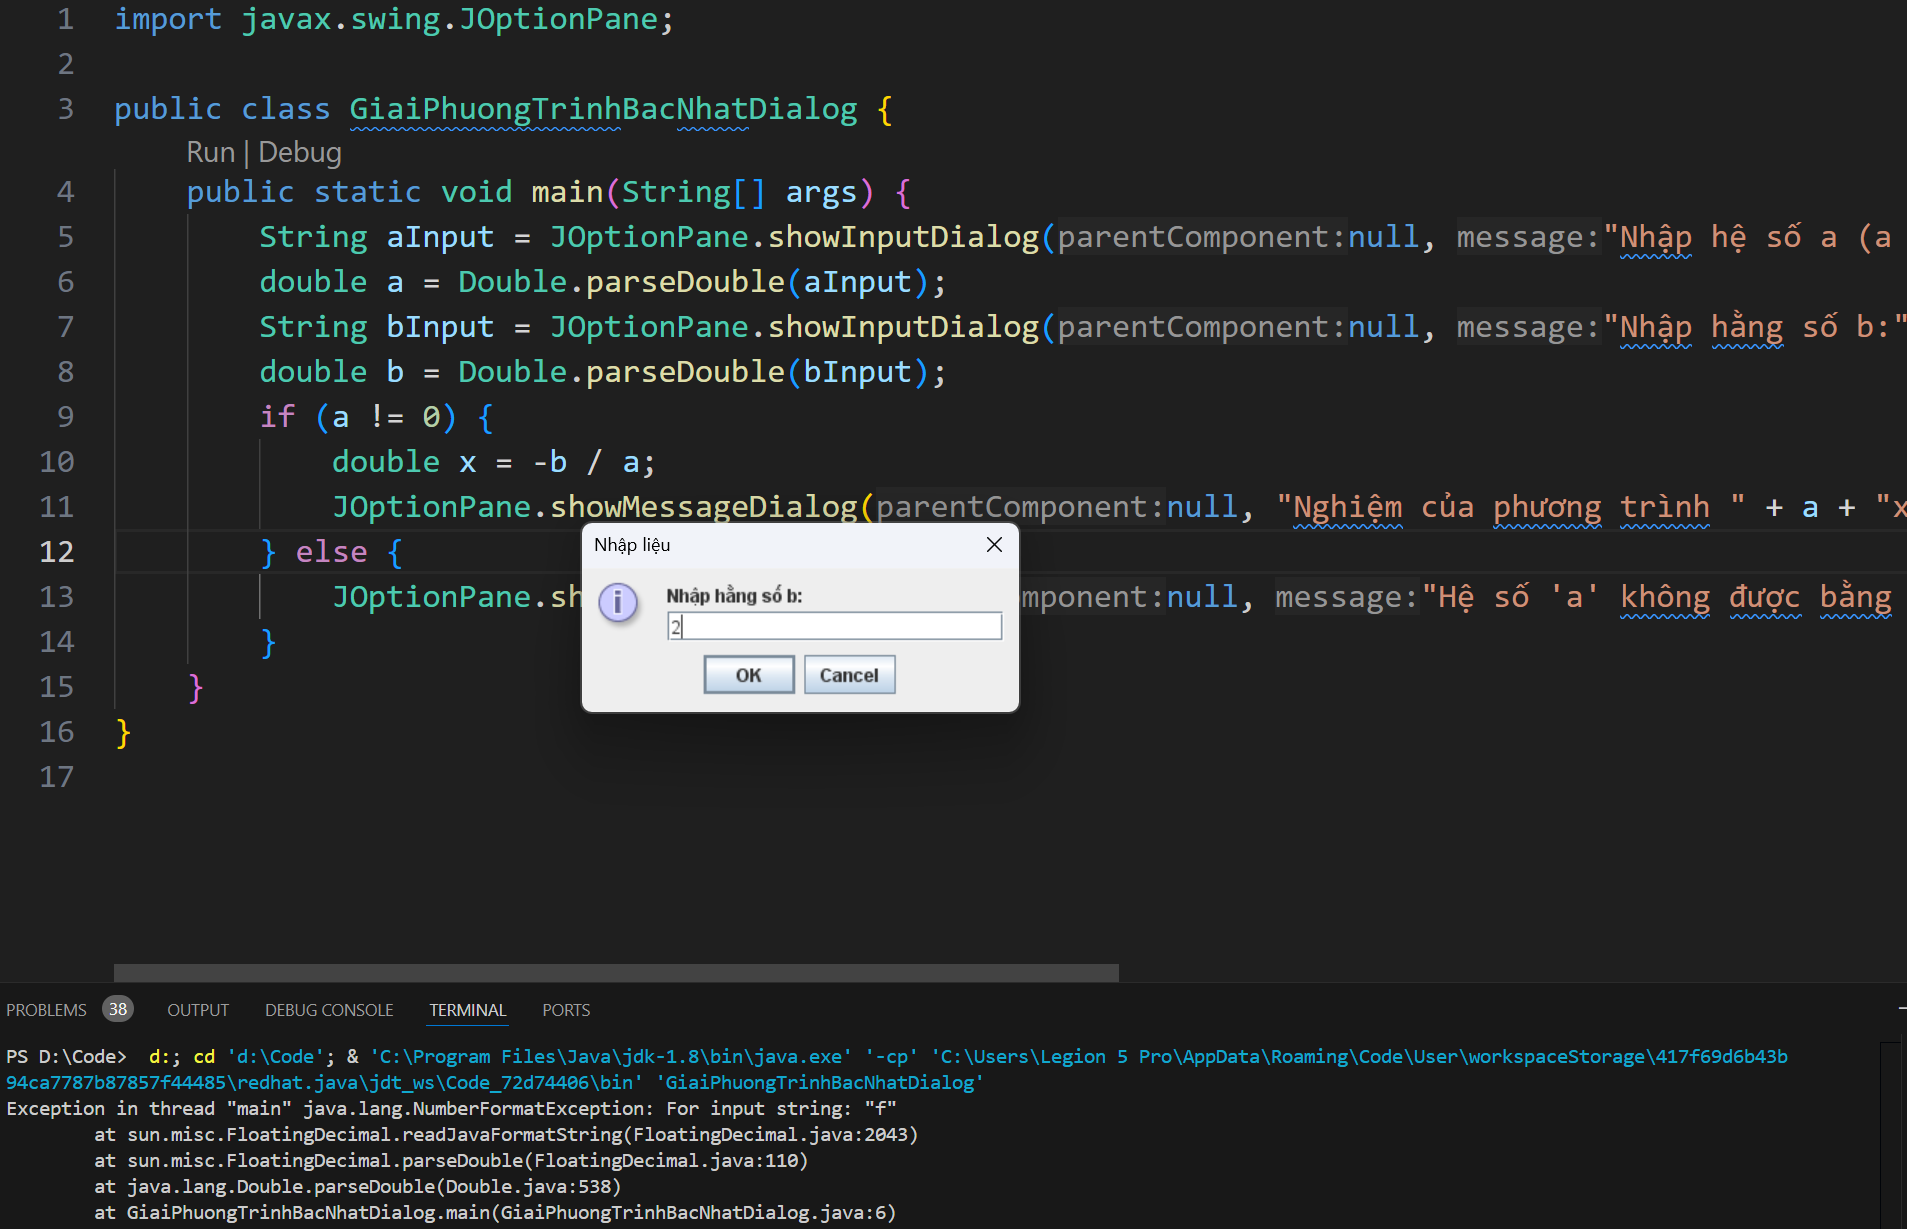 1 import javax.swing.JOptionPane;
2
3 public class GiaiPhuongTrinhBacNhatDialog {
Run | Debug
4 public static void main(String[] args) {
5 String aInput = JOptionPane.showInputDialog(parentComponent:null, message:"Nhập hệ số a (a
6 double a = Double.parseDouble(aInput);
7 String bInput = JOptionPane.showInputDialog(parentComponent:null, message:"Nhập hằng số b:"
8 double b = Double.parseDouble(bInput);
9 if (a != 0) {
10 double x = -b / a;
11 JOptionPane.showMessageDialog(parentComponent:null, "Nghiệm của phương trình " + a + "x
12 } else {
13 JOptionPane.sh mponent:null, message:"Hệ số 'a' không được bằng
14 }
15 }
16 }
17
Nhập liệu
Nhập hằng số b:
2
OK Cancel
PROBLEMS 38 OUTPUT DEBUG CONSOLE TERMINAL PORTS
PS D:\Code> d:; cd 'd:\Code'; & 'C:\Program Files\Java\jdk-1.8\bin\java.exe' '-cp' 'C:\Users\Legion 5 Pro\AppData\Roaming\Code\User\workspaceStorage\417f69d6b43b
94ca7787b87857f44485\redhat.java\jdt_ws\Code_72d74406\bin' 'GiaiPhuongTrinhBacNhatDialog'
Exception in thread "main" java.lang.NumberFormatException: For input string: "f"
at sun.misc.FloatingDecimal.readJavaFormatString(FloatingDecimal.java:2043)
at sun.misc.FloatingDecimal.parseDouble(FloatingDecimal.java:110)
at java.lang.Double.parseDouble(Double.java:538)
at GiaiPhuongTrinhBacNhatDialog.main(GiaiPhuongTrinhBacNhatDialog.java:6)